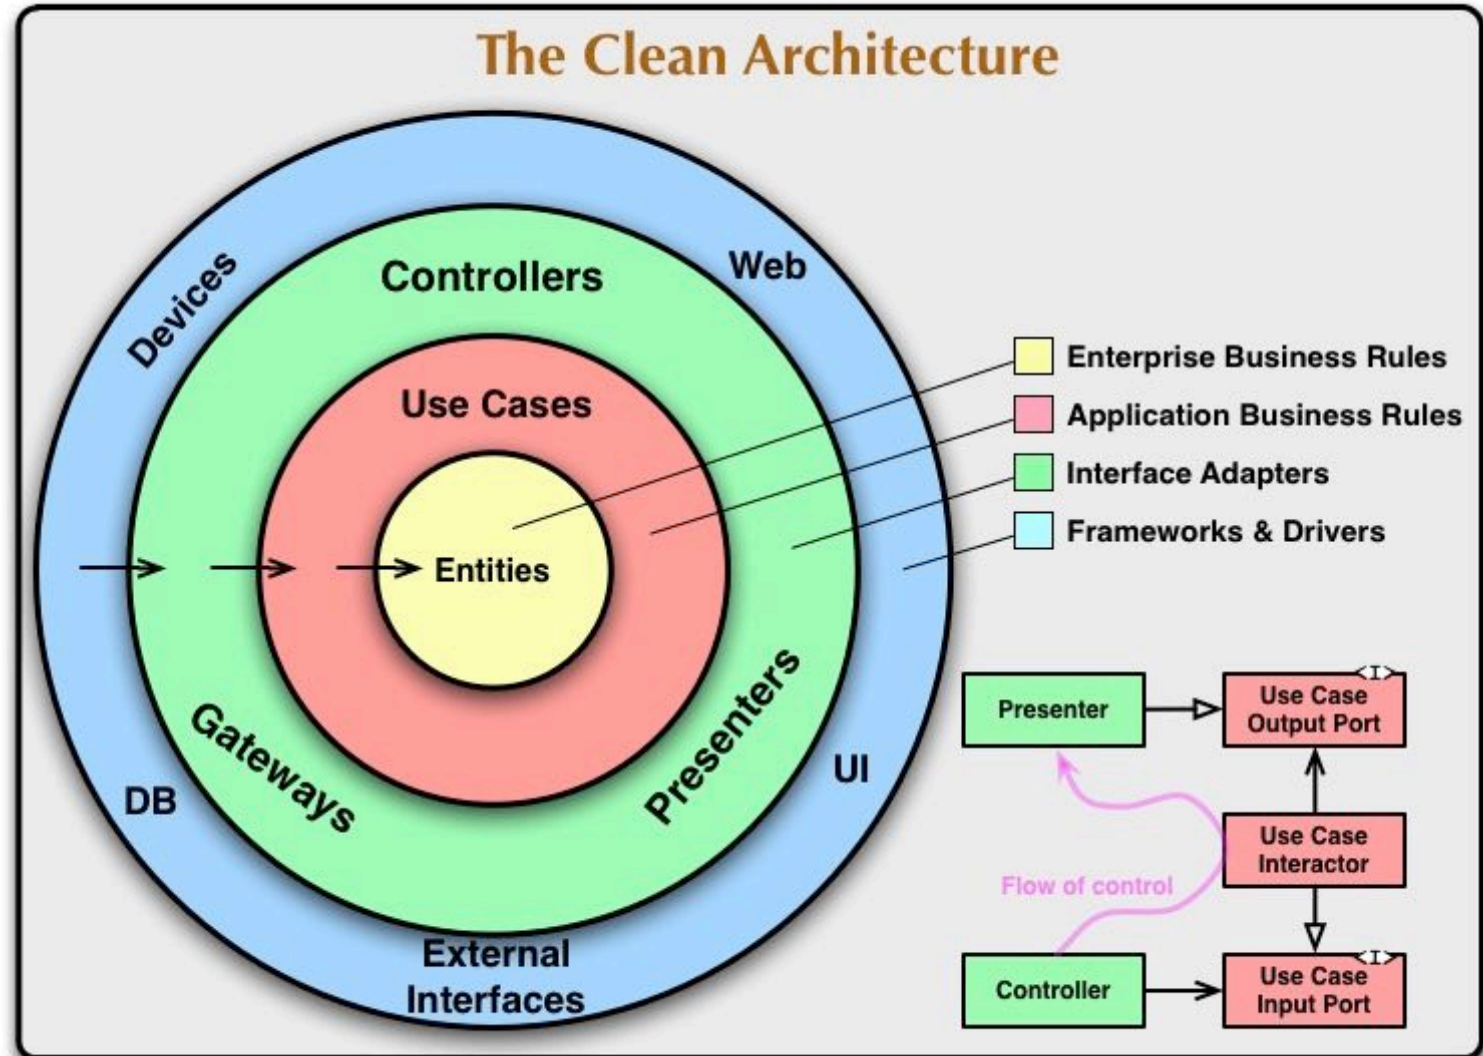 The Clean Architecture
Devices
Web
Controllers
Use Cases
Entities
Gateways
Presenters
DB
UI
External
Interfaces
Enterprise Business Rules
Application Business Rules
Interface Adapters
Frameworks & Drivers
Presenter
<I>
Use Case
Output Port
Use Case
Interactor
Flow of control
Controller
<I>
Use Case
Input Port